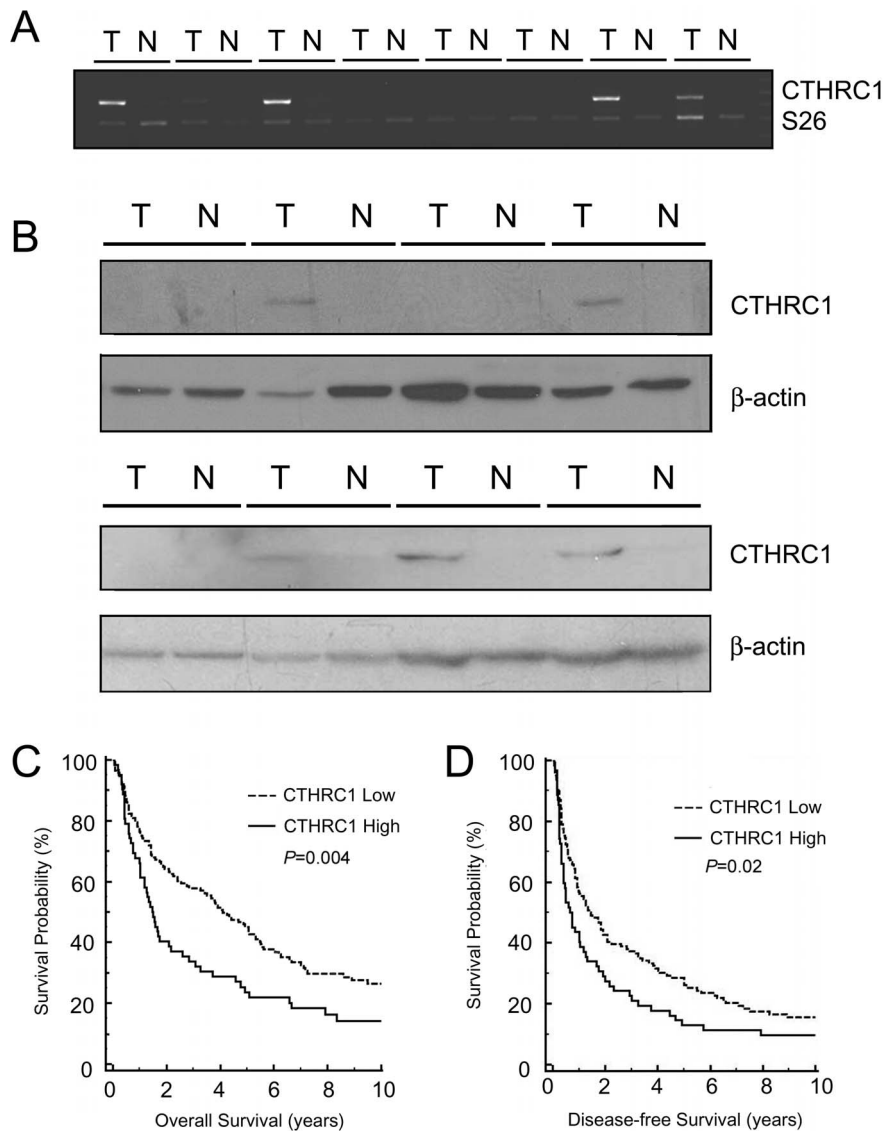 A
T N T N T N T N T N T N T N T N
CTHRC1
S26
B
T N T N T N T N
CTHRC1
β-actin
T N T N T N T N
CTHRC1
β-actin
C
100
80
60
40
20
0
Survival Probability (%)
CTHRC1 Low
CTHRC1 High
P=0.004
0 2 4 6 8 10
Overall Survival (years)
D
100
80
60
40
20
0
Survival Probability (%)
CTHRC1 Low
CTHRC1 High
P=0.02
0 2 4 6 8 10
Disease-free Survival (years)